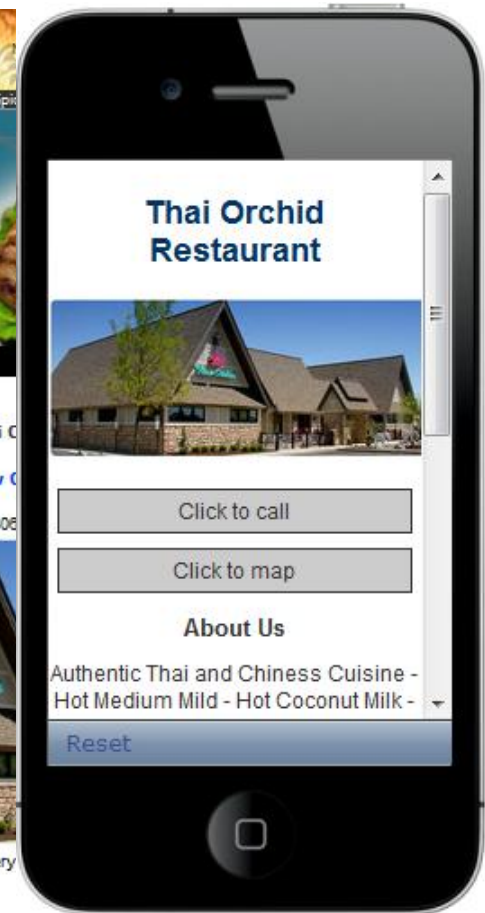 Thai Orchid
Restaurant
Click to call
Click to map
About Us
Authentic Thai and Chiness Cuisine -
Hot Medium Mild - Hot Coconut Milk -
Reset